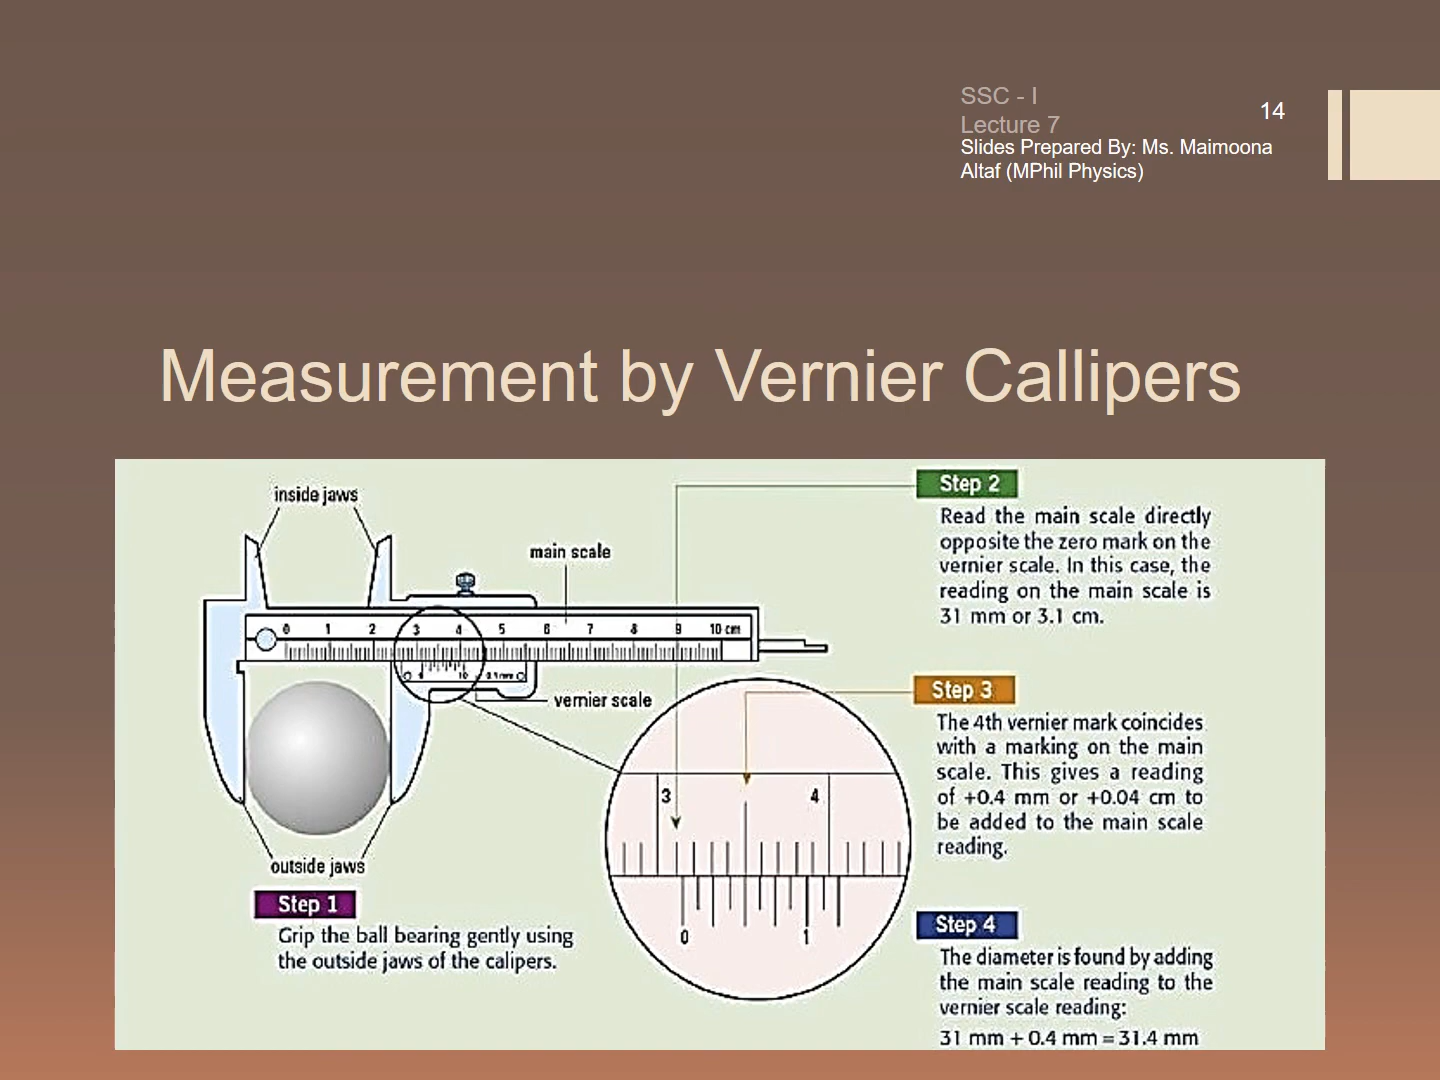 SSC - I
Lecture 7
14
Slides Prepared By: Ms. Maimoona
Altaf (MPhil Physics)
Measurement by Vernier Callipers
inside jaws
main scale
0 1 2 3 4 5 6 7 8 9 10 cm
10 0.1 mm
vernier scale
outside jaws
Step 1
Grip the ball bearing gently using
the outside jaws of the calipers.
3 4
0 1
Step 2
Read the main scale directly
opposite the zero mark on the
vernier scale. In this case, the
reading on the main scale is
31 mm or 3.1 cm.
Step 3
The 4th vernier mark coincides
with a marking on the main
scale. This gives a reading
of +0.4 mm or +0.04 cm to
be added to the main scale
reading.
Step 4
The diameter is found by adding
the main scale reading to the
vernier scale reading:
31 mm + 0.4 mm = 31.4 mm